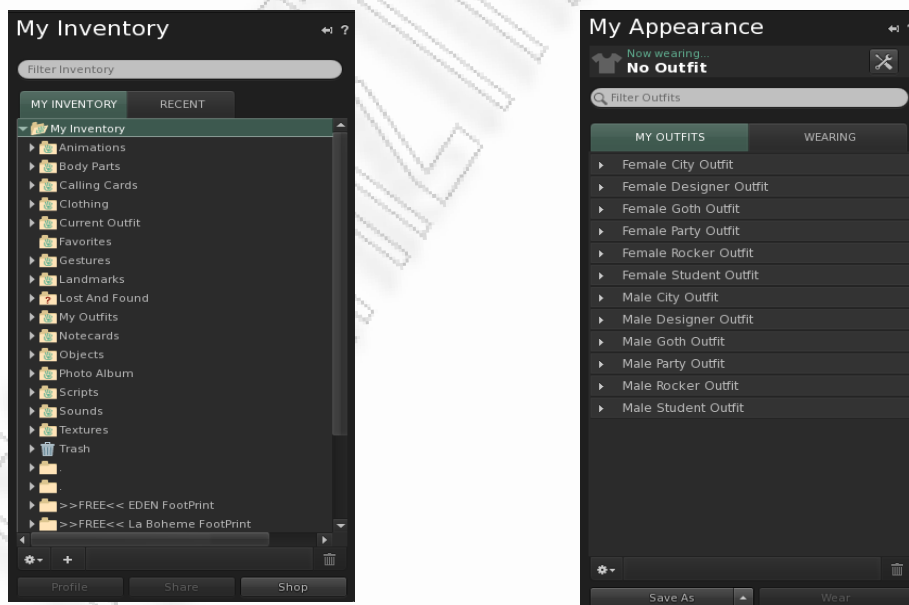 My Inventory
?
Filter Inventory
MY INVENTORY
RECENT
My Inventory
Animations
Body Parts
Calling Cards
Clothing
Current Outfit
Favorites
Gestures
Landmarks
Lost And Found
My Outfits
Notecards
Objects
Photo Album
Scripts
Sounds
Textures
Trash
.
.
>>FREE<< EDEN FootPrint
>>FREE<< La Boheme FootPrint
+
Profile
Share
Shop
My Appearance
Now wearing...
No Outfit
Filter Outfits
MY OUTFITS
WEARING
Female City Outfit
Female Designer Outfit
Female Goth Outfit
Female Party Outfit
Female Rocker Outfit
Female Student Outfit
Male City Outfit
Male Designer Outfit
Male Goth Outfit
Male Party Outfit
Male Rocker Outfit
Male Student Outfit
Save As
Wear